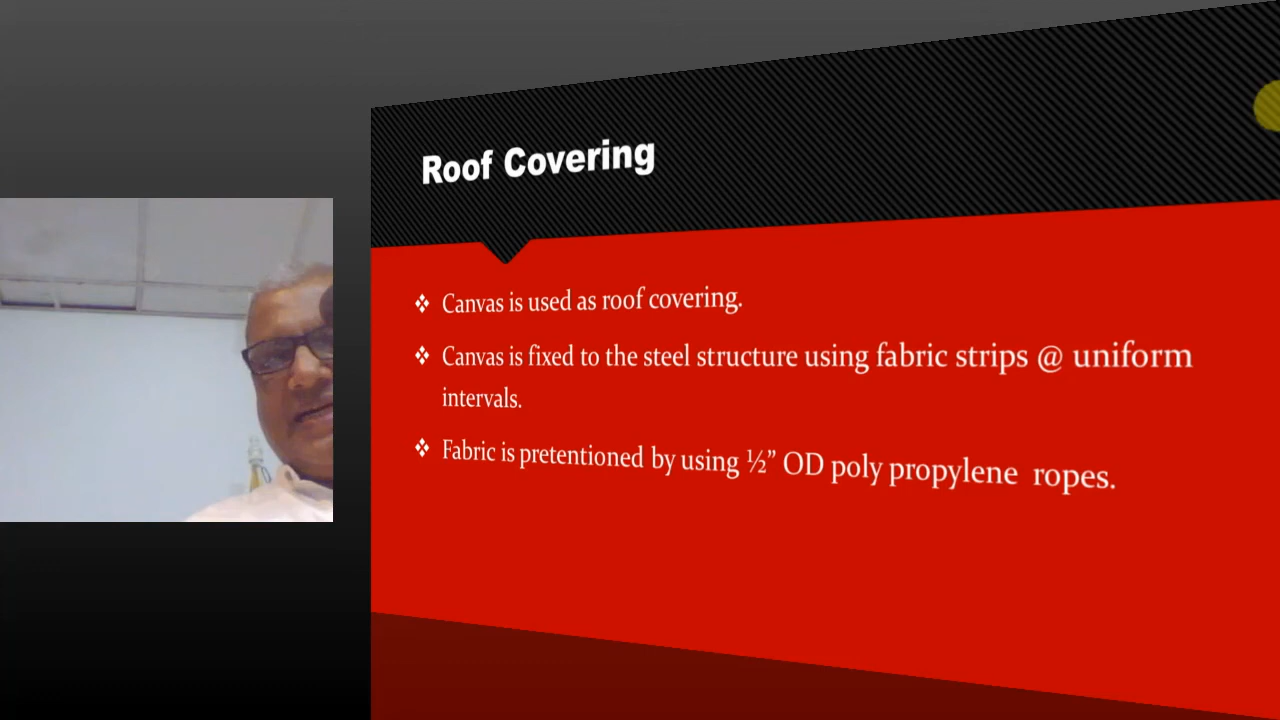 Roof Covering
❖ Canvas is used as roof covering.
❖ Canvas is fixed to the steel structure using fabric strips @ uniform
intervals.
❖ Fabric is pretentioned by using ½” OD poly propylene ropes.